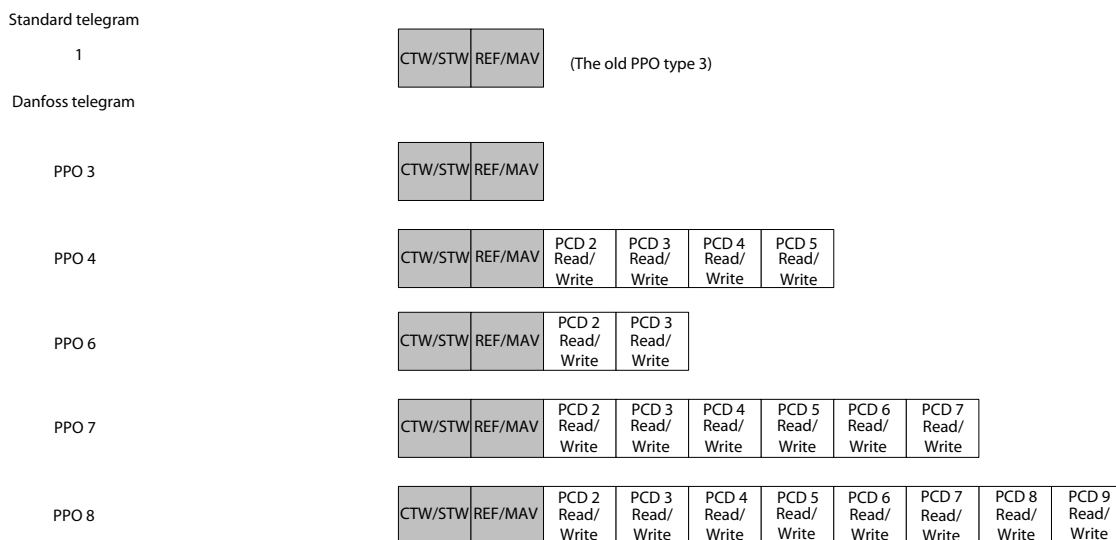 Standard telegram
1
CTW/STW REF/MAV
(The old PPO type 3)
Danfoss telegram
PPO 3
CTW/STW REF/MAV
PPO 4
CTW/STW REF/MAV
PCD 2 PCD 3 PCD 4 PCD 5
Read/ Read/ Read/ Read/
Write Write Write Write
PPO 6
CTW/STW REF/MAV
PCD 2 PCD 3
Read/ Read/
Write Write
PPO 7
CTW/STW REF/MAV
PCD 2 PCD 3 PCD 4 PCD 5 PCD 6 PCD 7
Read/ Read/ Read/ Read/ Read/ Read/
Write Write Write Write Write Write
PPO 8
CTW/STW REF/MAV
PCD 2 PCD 3 PCD 4 PCD 5 PCD 6 PCD 7 PCD 8 PCD 9
Read/ Read/ Read/ Read/ Read/ Read/ Read/ Read/
Write Write Write Write Write Write Write Write